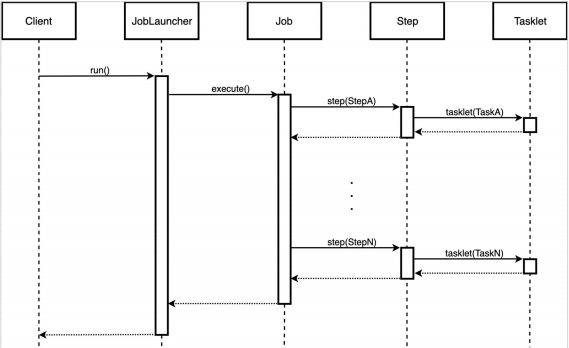 Client
JobLauncher
Job
Step
Tasklet
run()
execute()
step(StepA)
tasklet(TaskA)
.
.
.
step(StepN)
tasklet(TaskN)